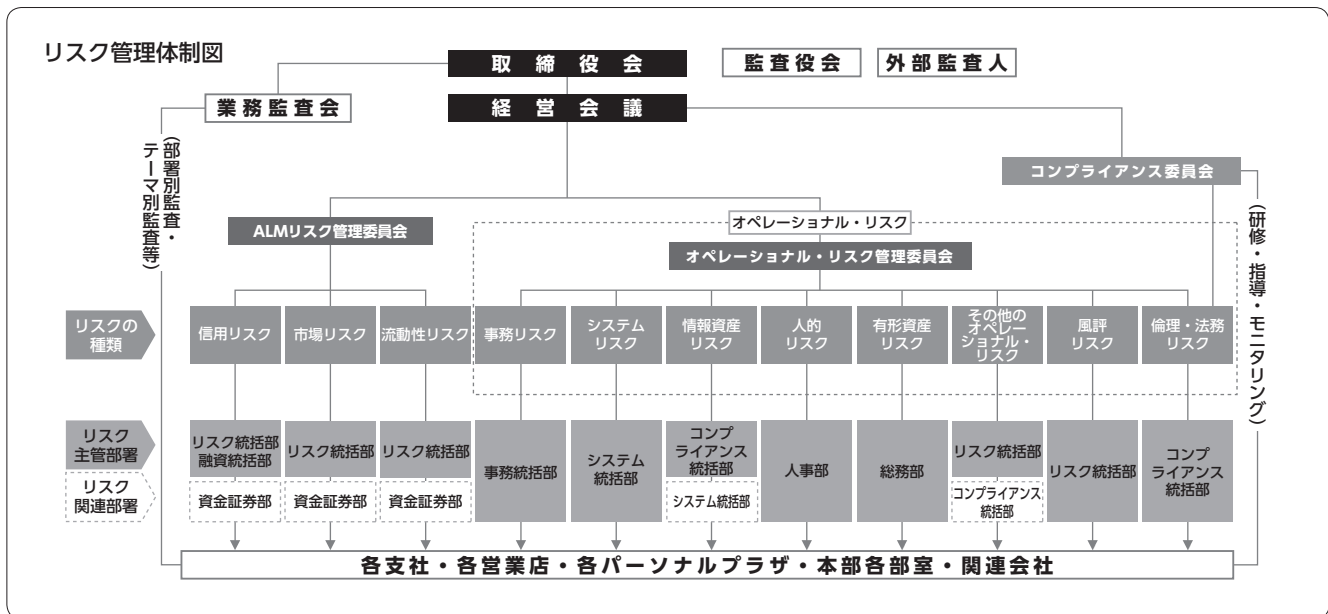 リスク管理体制図
取締役会
監査役会
外部監査人
業務監査会
経営会議
コンプライアンス委員会
(部署別監査・
テーマ別監査等)
(研修・指導・モニタリング)
ALMリスク管理委員会
オペレーショナル・リスク
オペレーショナル・リスク管理委員会
リスクの
種類
信用リスク
市場リスク
流動性リスク
事務リスク
システム
リスク
情報資産
リスク
人的
リスク
有形資産
リスク
その他の
オペレー
ショナル・
リスク
風評
リスク
倫理・法務
リスク
リスク
主管部署
リスク統括部
融資統括部
リスク統括部
リスク統括部
事務統括部
システム
統括部
コンプ
ライアンス
統括部
人事部
総務部
リスク統括部
リスク統括部
コンプ
ライアンス
統括部
リスク
関連部署
資金証券部
資金証券部
資金証券部
システム統括部
コンプライアンス
統括部
各支社・各営業店・各パーソナルプラザ・本部各部室・関連会社